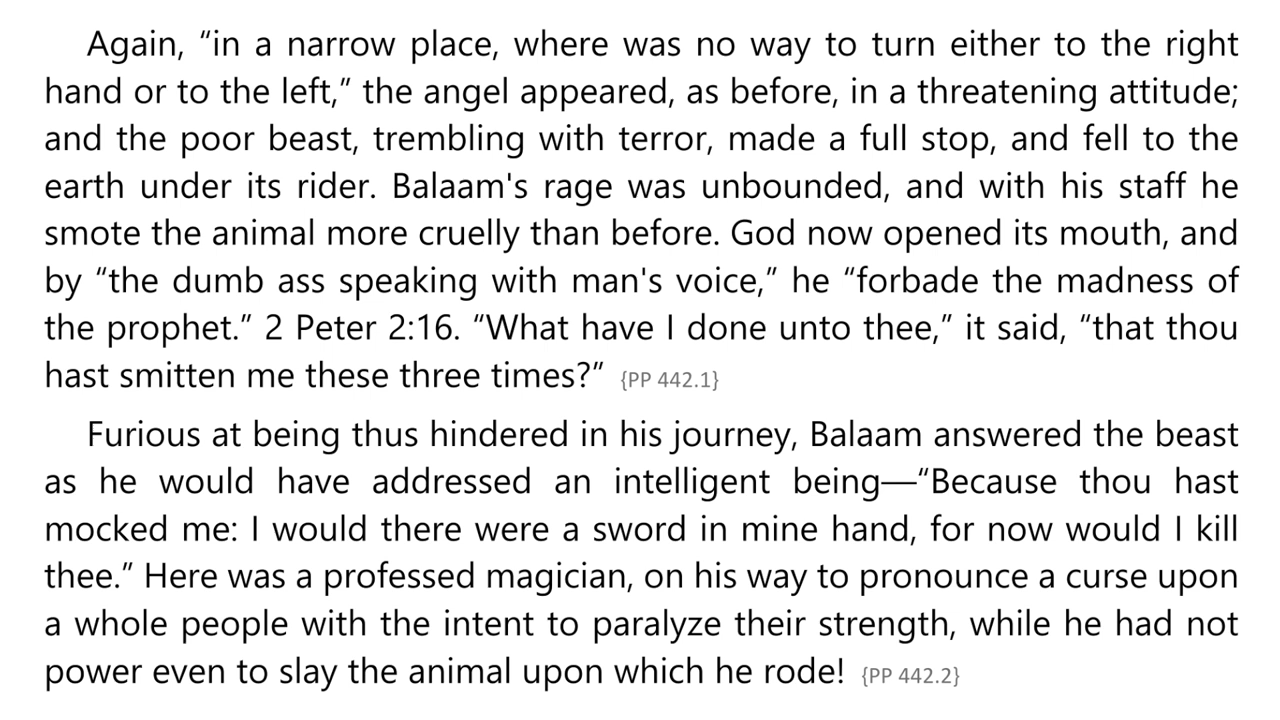 Again, “in a narrow place, where was no way to turn either to the right
hand or to the left,” the angel appeared, as before, in a threatening attitude;
and the poor beast, trembling with terror, made a full stop, and fell to the
earth under its rider. Balaam's rage was unbounded, and with his staff he
smote the animal more cruelly than before. God now opened its mouth, and
by “the dumb ass speaking with man's voice,” he “forbade the madness of
the prophet.” 2 Peter 2:16. “What have I done unto thee,” it said, “that thou
hast smitten me these three times?” {PP 442.1}
Furious at being thus hindered in his journey, Balaam answered the beast
as he would have addressed an intelligent being—“Because thou hast
mocked me: I would there were a sword in mine hand, for now would I kill
thee.” Here was a professed magician, on his way to pronounce a curse upon
a whole people with the intent to paralyze their strength, while he had not
power even to slay the animal upon which he rode! {PP 442.2}